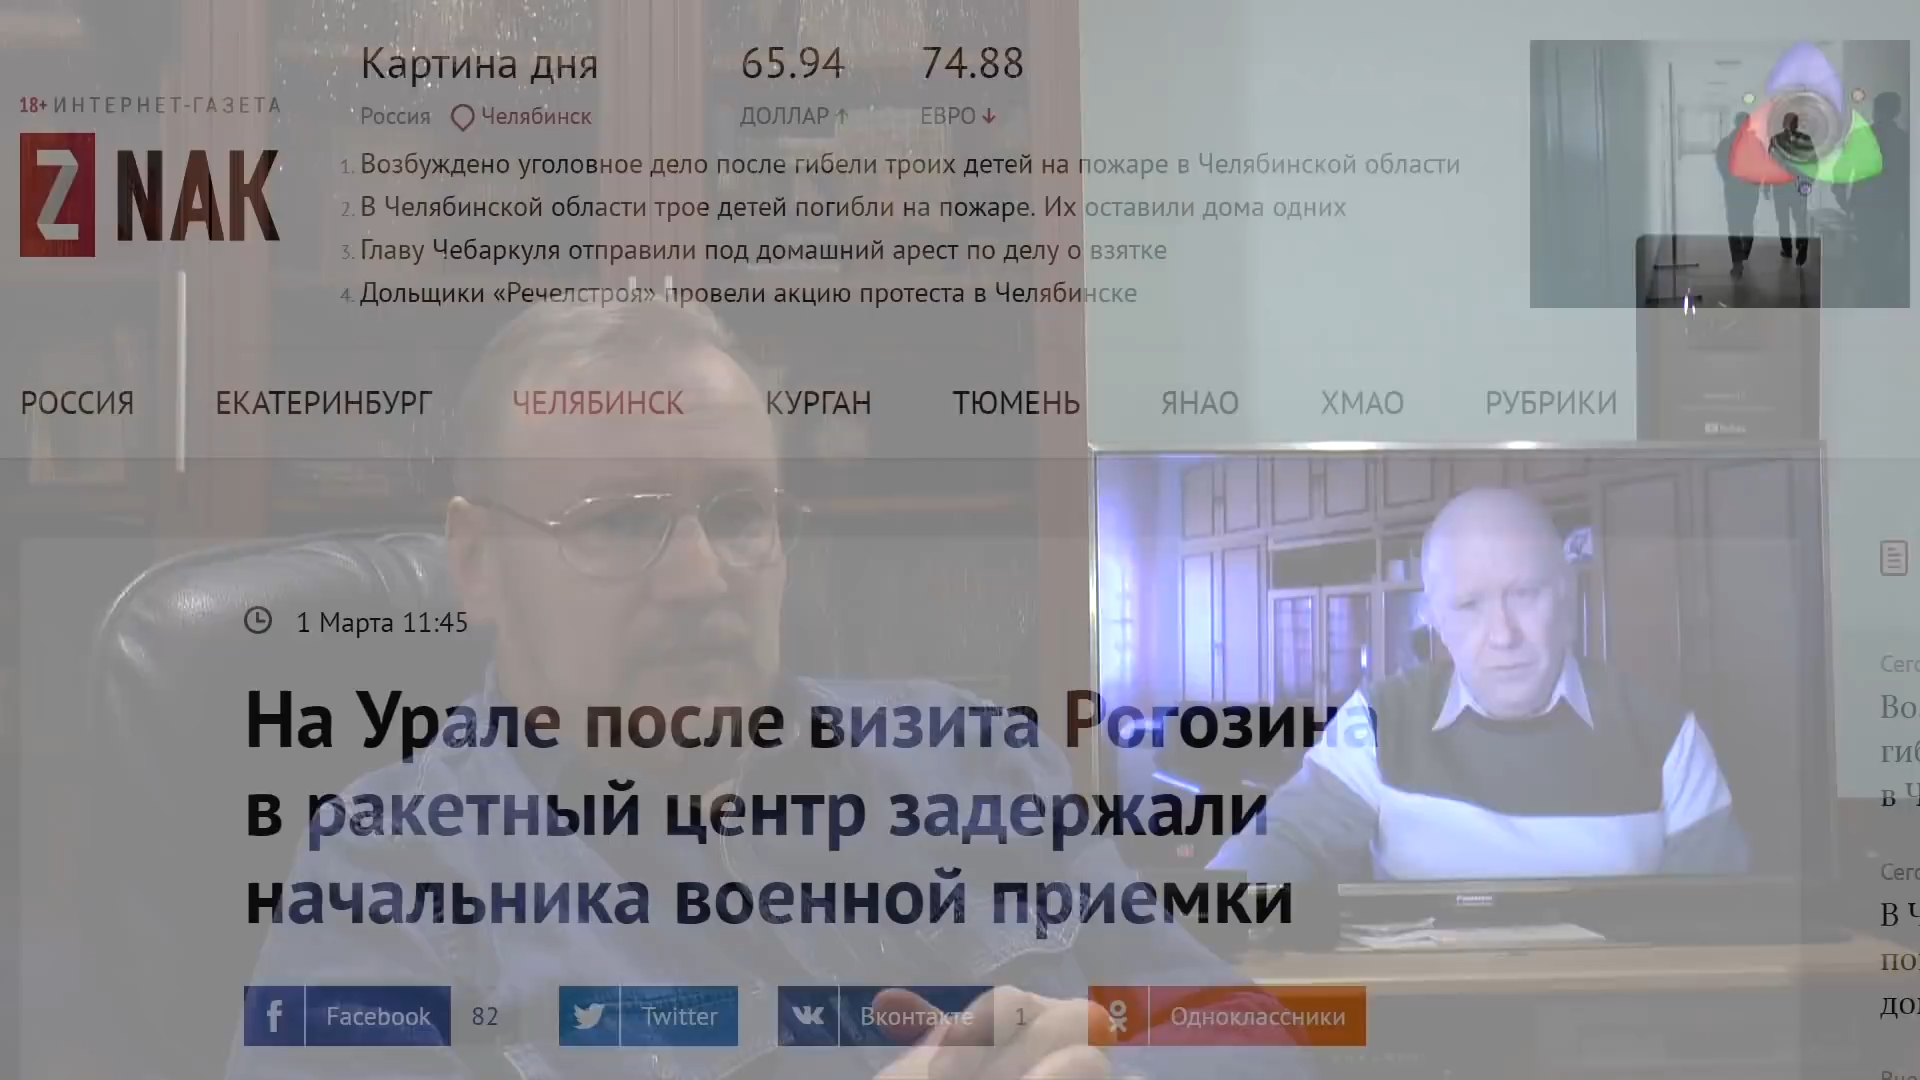 Картина дня
65.94
74.88
18+ ИНТЕРНЕТ-ГАЗЕТА
Россия
Челябинск
ДОЛЛАР↑
ЕВРО↓
ZNAK
1. Возбуждено уголовное дело после гибели троих детей на пожаре в Челябинской области
2. В Челябинской области трое детей погибли на пожаре. Их оставили дома одних
3. Главу Чебаркуля отправили под домашний арест по делу о взятке
4. Дольщики «Речелстроя» провели акцию протеста в Челябинске
РОССИЯ
ЕКАТЕРИНБУРГ
ЧЕЛЯБИНСК
КУРГАН
ТЮМЕНЬ
ЯНАО
ХМАО
РУБРИКИ
1 Марта 11:45
На Урале после визита Рогозина
в ракетный центр задержали
начальника военной приемки
Facebook
82
Twitter
Вконтакте
1
Одноклассники